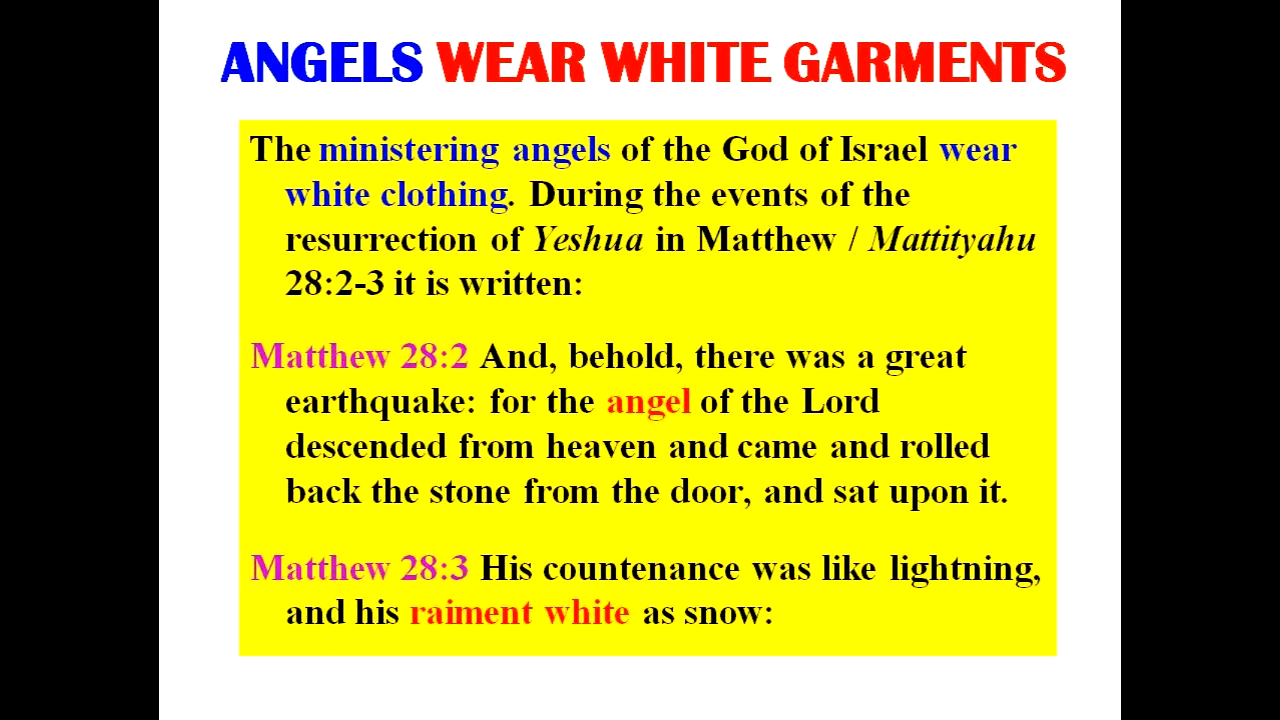 ANGELS WEAR WHITE GARMENTS
The ministering angels of the God of Israel wear
white clothing. During the events of the
resurrection of Yeshua in Matthew / Mattityahu
28:2-3 it is written:
Matthew 28:2 And, behold, there was a great
earthquake: for the angel of the Lord
descended from heaven and came and rolled
back the stone from the door, and sat upon it.
Matthew 28:3 His countenance was like lightning,
and his raiment white as snow: